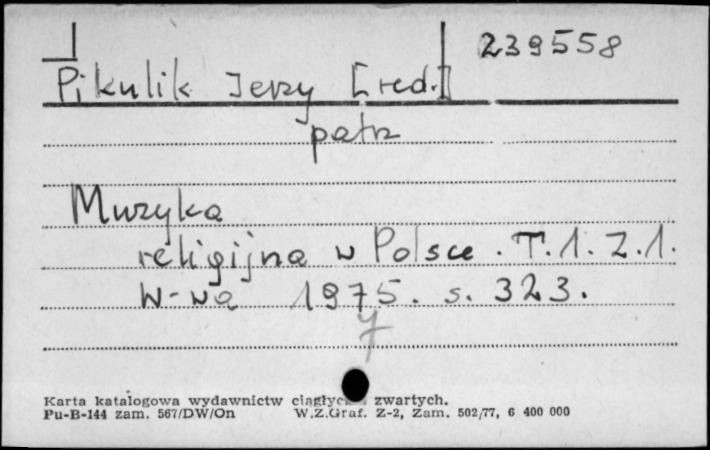 239558
Pikulik Jerzy [red.]
patrz
Muzyka
religijna w Polsce. T.1. Z.1.
W-wa 1975. s. 323.
7
Karta katalogowa wydawnictw zwartych.
Pu-B-144 zam. 567/DW/On W.Z.Graf. Z-2, Zam. 502/77, 6 400 000